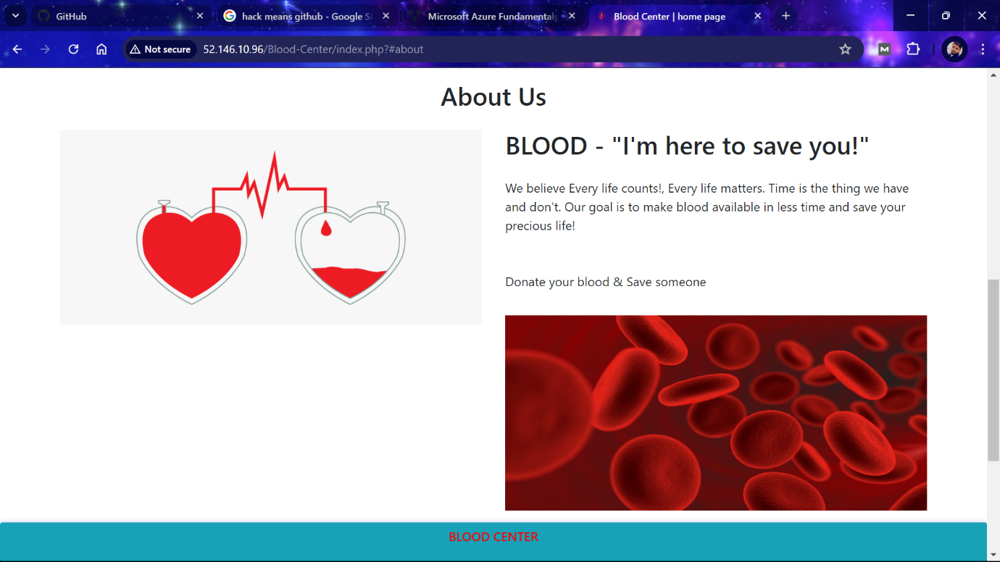 GitHub
hack means github - Google S
Microsoft Azure Fundamentals
Blood Center | home page
Not secure
52.146.10.96/Blood-Center/index.php?#about
M
About Us
BLOOD - "I'm here to save you!"
We believe Every life counts!, Every life matters. Time is the thing we have
and don't. Our goal is to make blood available in less time and save your
precious life!
Donate your blood & Save someone
BLOOD CENTER